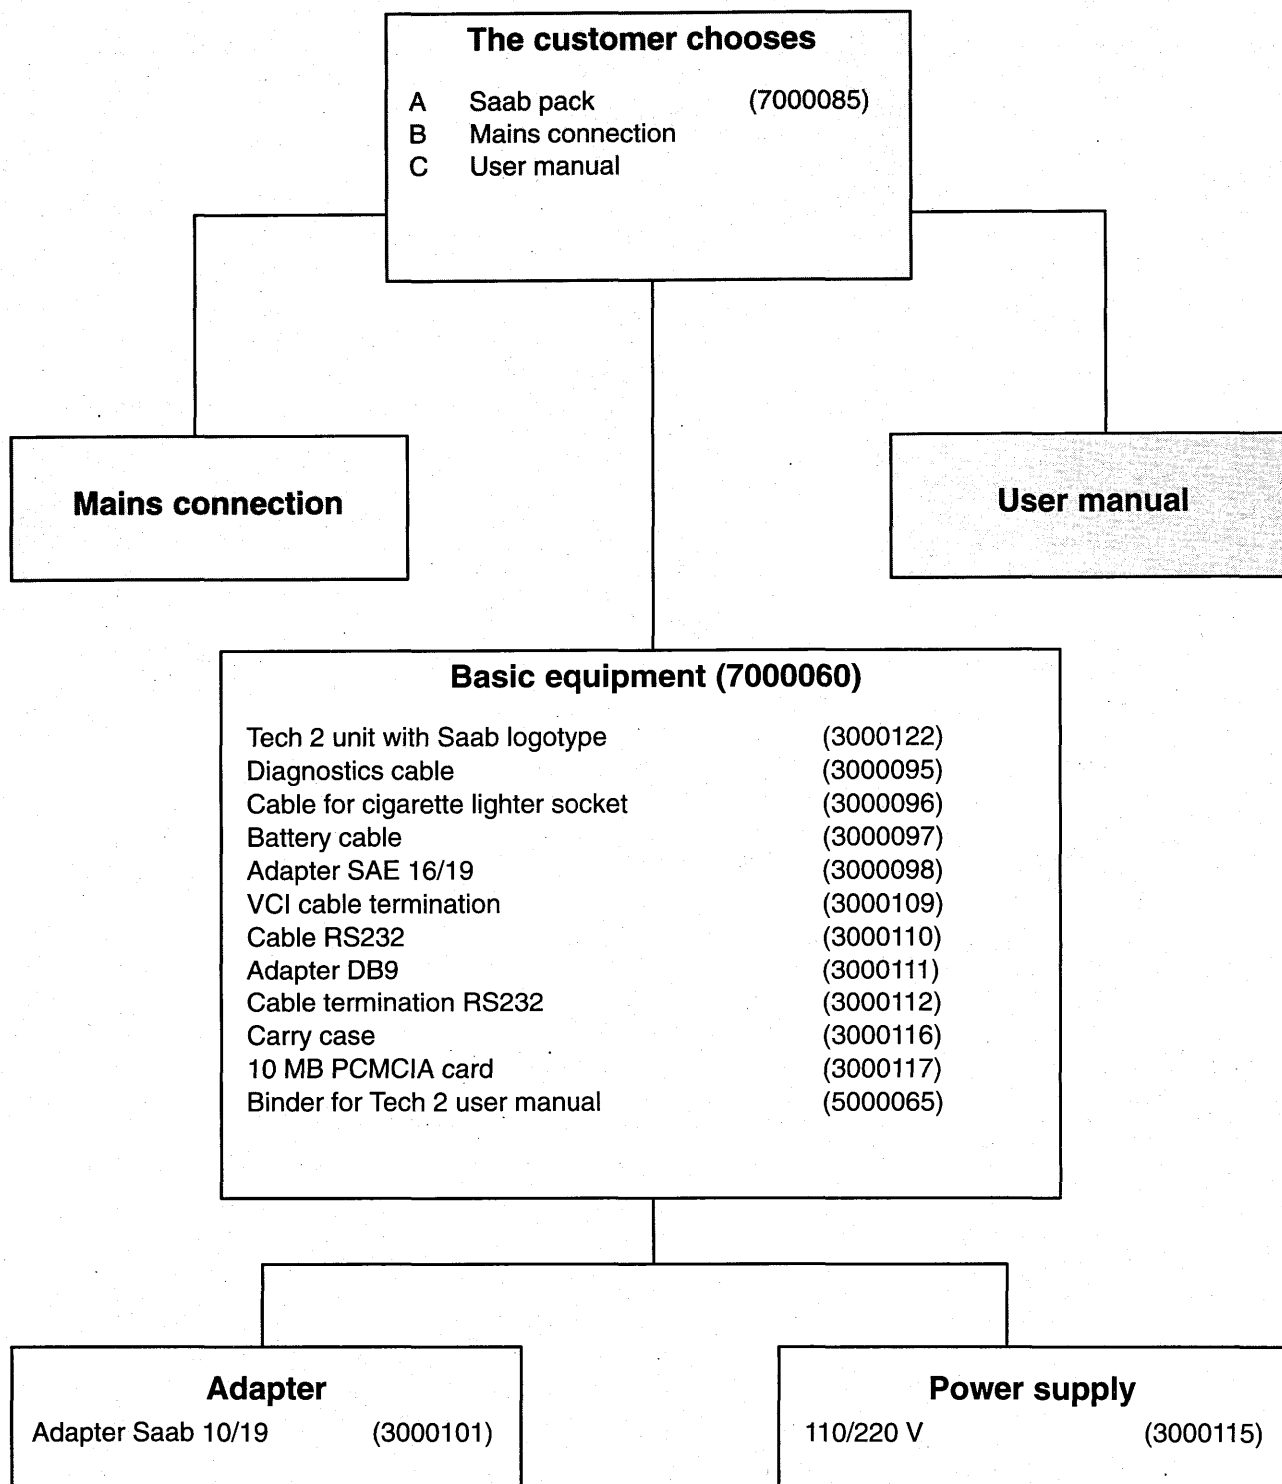 The customer chooses
A Saab pack (7000085)
B Mains connection
C User manual
Mains connection
User manual
Basic equipment (7000060)
Tech 2 unit with Saab logotype (3000122)
Diagnostics cable (3000095)
Cable for cigarette lighter socket (3000096)
Battery cable (3000097)
Adapter SAE 16/19 (3000098)
VCI cable termination (3000109)
Cable RS232 (3000110)
Adapter DB9 (3000111)
Cable termination RS232 (3000112)
Carry case (3000116)
10 MB PCMCIA card (3000117)
Binder for Tech 2 user manual (5000065)
Adapter
Adapter Saab 10/19 (3000101)
Power supply
110/220 V (3000115)